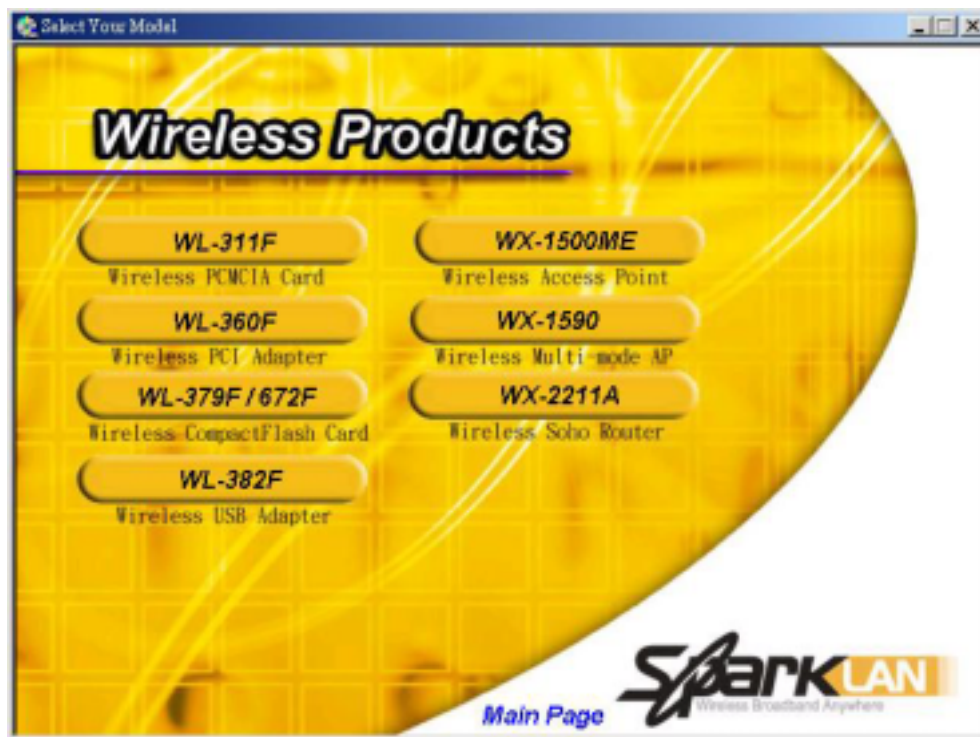 Select Your Model
Wireless Products
WL-311F
Wireless PCMCIA Card
WL-360F
Wireless PCI Adapter
WL-379F / 672F
Wireless CompactFlash Card
WL-382F
Wireless USB Adapter
WX-1500ME
Wireless Access Point
WX-1590
Wireless Multi-mode AP
WX-2211A
Wireless Soho Router
Main Page
SparkLAN
Wireless Broadband Anywhere